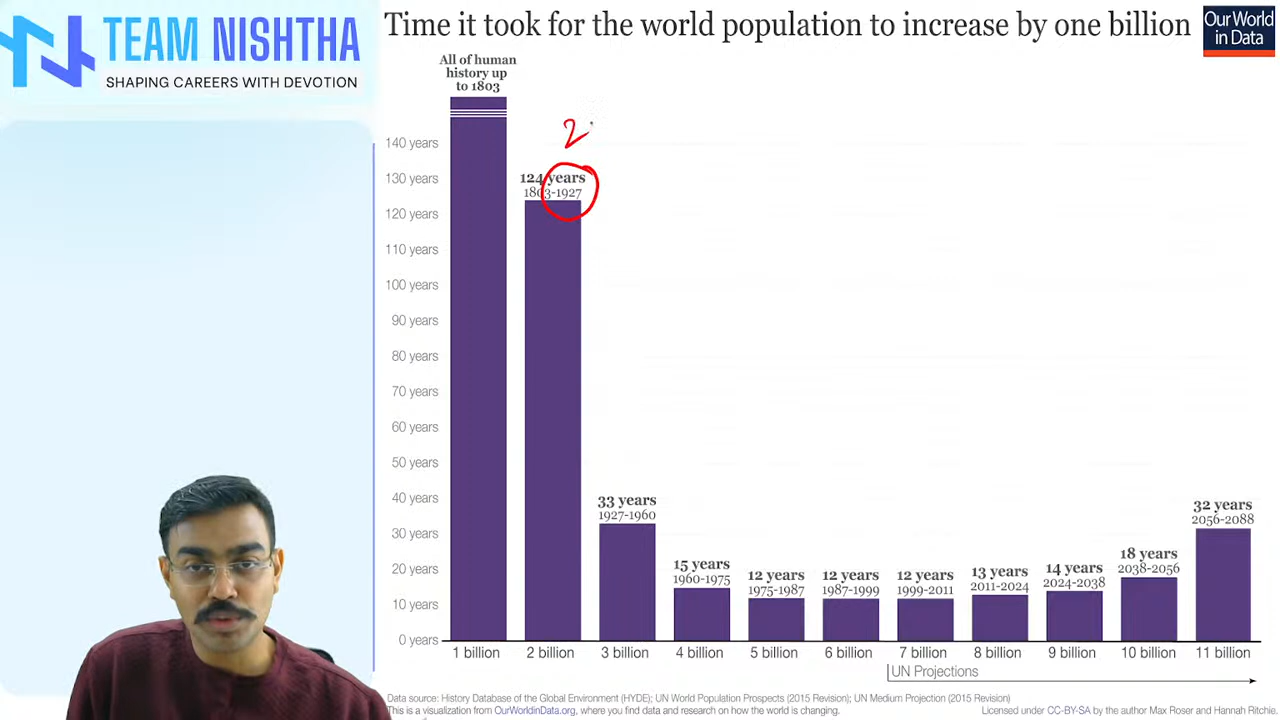 TEAM NISHTHA
SHAPING CAREERS WITH DEVOTION
Time it took for the world population to increase by one billion
Our World
in Data
All of human
history up
to 1803
140 years
130 years
120 years
110 years
100 years
90 years
80 years
70 years
60 years
50 years
40 years
30 years
20 years
10 years
0 years
2
124 years
1803-1927
33 years
1927-1960
15 years
1960-1975
12 years
1975-1987
12 years
1987-1999
12 years
1999-2011
13 years
2011-2024
14 years
2024-2038
18 years
2038-2056
32 years
2056-2088
1 billion
2 billion
3 billion
4 billion
5 billion
6 billion
7 billion
8 billion
9 billion
10 billion
11 billion
UN Projections
Data source: History Database of the Global Environment (HYDE); UN World Population Prospects (2015 Revision); UN Medium Projection (2015 Revision)
This is a visualization from OurWorldinData.org, where you find data and research on how the world is changing.
Licensed under CC-BY-SA by the author Max Roser and Hannah Ritchie.